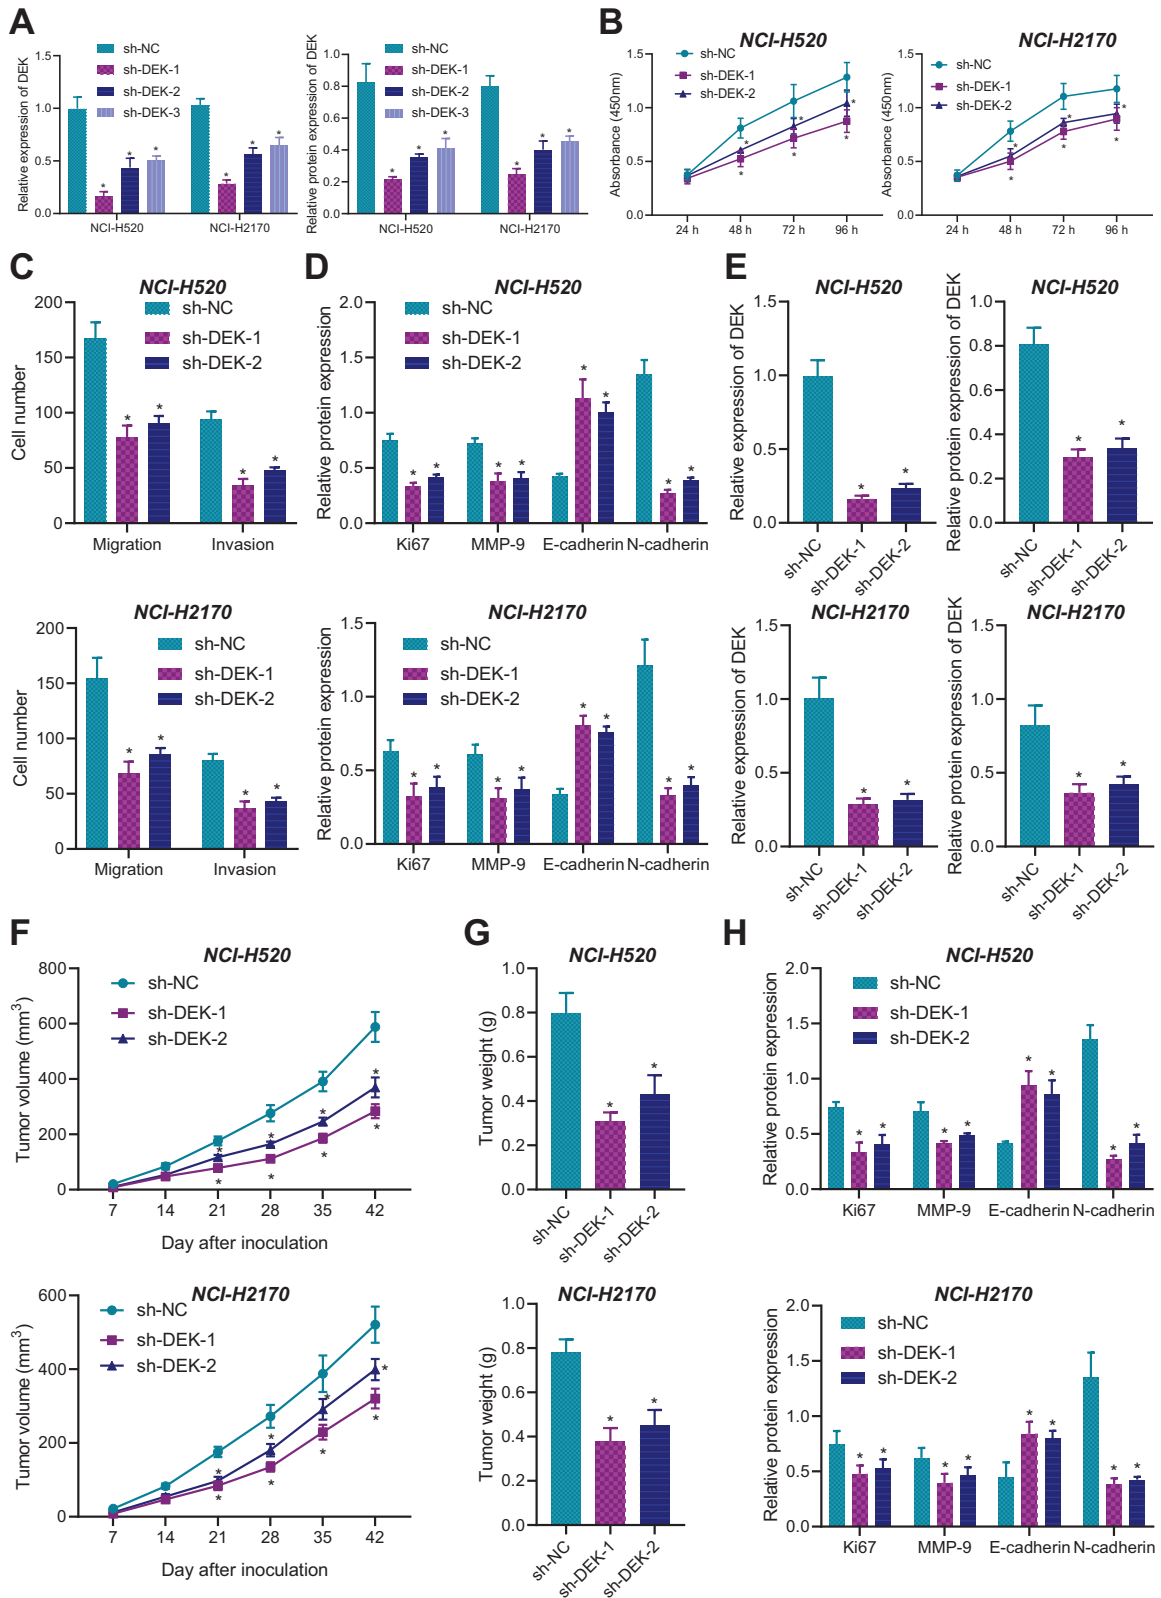 A
sh-NC
sh-DEK-1
sh-DEK-2
sh-DEK-3
Relative expression of DEK
1.5
1.0
0.5
0.0
* * * * * *
NCI-H520 NCI-H2170
sh-NC
sh-DEK-1
sh-DEK-2
sh-DEK-3
Relative protein expression of DEK
1.0
0.8
0.6
0.4
0.2
0.0
* * * * * *
NCI-H520 NCI-H2170
B
NCI-H520
sh-NC
sh-DEK-1
sh-DEK-2
Absorbance (450nm)
1.5
1.0
0.5
0.0
* * * * * *
24 h 48 h 72 h 96 h
NCI-H2170
sh-NC
sh-DEK-1
sh-DEK-2
Absorbance (450nm)
1.5
1.0
0.5
0.0
* * * * * *
24 h 48 h 72 h 96 h
C
NCI-H520
sh-NC
sh-DEK-1
sh-DEK-2
Cell number
200
150
100
50
0
* * * *
Migration Invasion
NCI-H2170
sh-NC
sh-DEK-1
sh-DEK-2
Cell number
200
150
100
50
0
* * * *
Migration Invasion
D
NCI-H520
sh-NC
sh-DEK-1
sh-DEK-2
Relative protein expression
2.0
1.5
1.0
0.5
0.0
* * * * * * * *
Ki67 MMP-9 E-cadherin N-cadherin
NCI-H2170
sh-NC
sh-DEK-1
sh-DEK-2
Relative protein expression
1.5
1.0
0.5
0.0
* * * * * * * *
Ki67 MMP-9 E-cadherin N-cadherin
E
NCI-H520
Relative expression of DEK
1.5
1.0
0.5
0.0
* *
sh-NC sh-DEK-1 sh-DEK-2
NCI-H520
Relative protein expression of DEK
1.0
0.8
0.6
0.4
0.2
0.0
* *
sh-NC sh-DEK-1 sh-DEK-2
NCI-H2170
Relative expression of DEK
1.5
1.0
0.5
0.0
* *
sh-NC sh-DEK-1 sh-DEK-2
NCI-H2170
Relative protein expression of DEK
1.5
1.0
0.5
0.0
* *
sh-NC sh-DEK-1 sh-DEK-2
F
NCI-H520
sh-NC
sh-DEK-1
sh-DEK-2
Tumor volume (mm³)
800
600
400
200
0
* * * * * * * *
7 14 21 28 35 42
Day after inoculation
NCI-H2170
sh-NC
sh-DEK-1
sh-DEK-2
Tumor volume (mm³)
600
400
200
0
* * * * * * * *
7 14 21 28 35 42
Day after inoculation
G
NCI-H520
Tumor weight (g)
1.0
0.8
0.6
0.4
0.2
0.0
* *
sh-NC sh-DEK-1 sh-DEK-2
NCI-H2170
Tumor weight (g)
1.0
0.8
0.6
0.4
0.2
0.0
* *
sh-NC sh-DEK-1 sh-DEK-2
H
NCI-H520
sh-NC
sh-DEK-1
sh-DEK-2
Relative protein expression
2.0
1.5
1.0
0.5
0.0
* * * * * * * *
Ki67 MMP-9 E-cadherin N-cadherin
NCI-H2170
sh-NC
sh-DEK-1
sh-DEK-2
Relative protein expression
2.0
1.5
1.0
0.5
0.0
* * * * * * * *
Ki67 MMP-9 E-cadherin N-cadherin